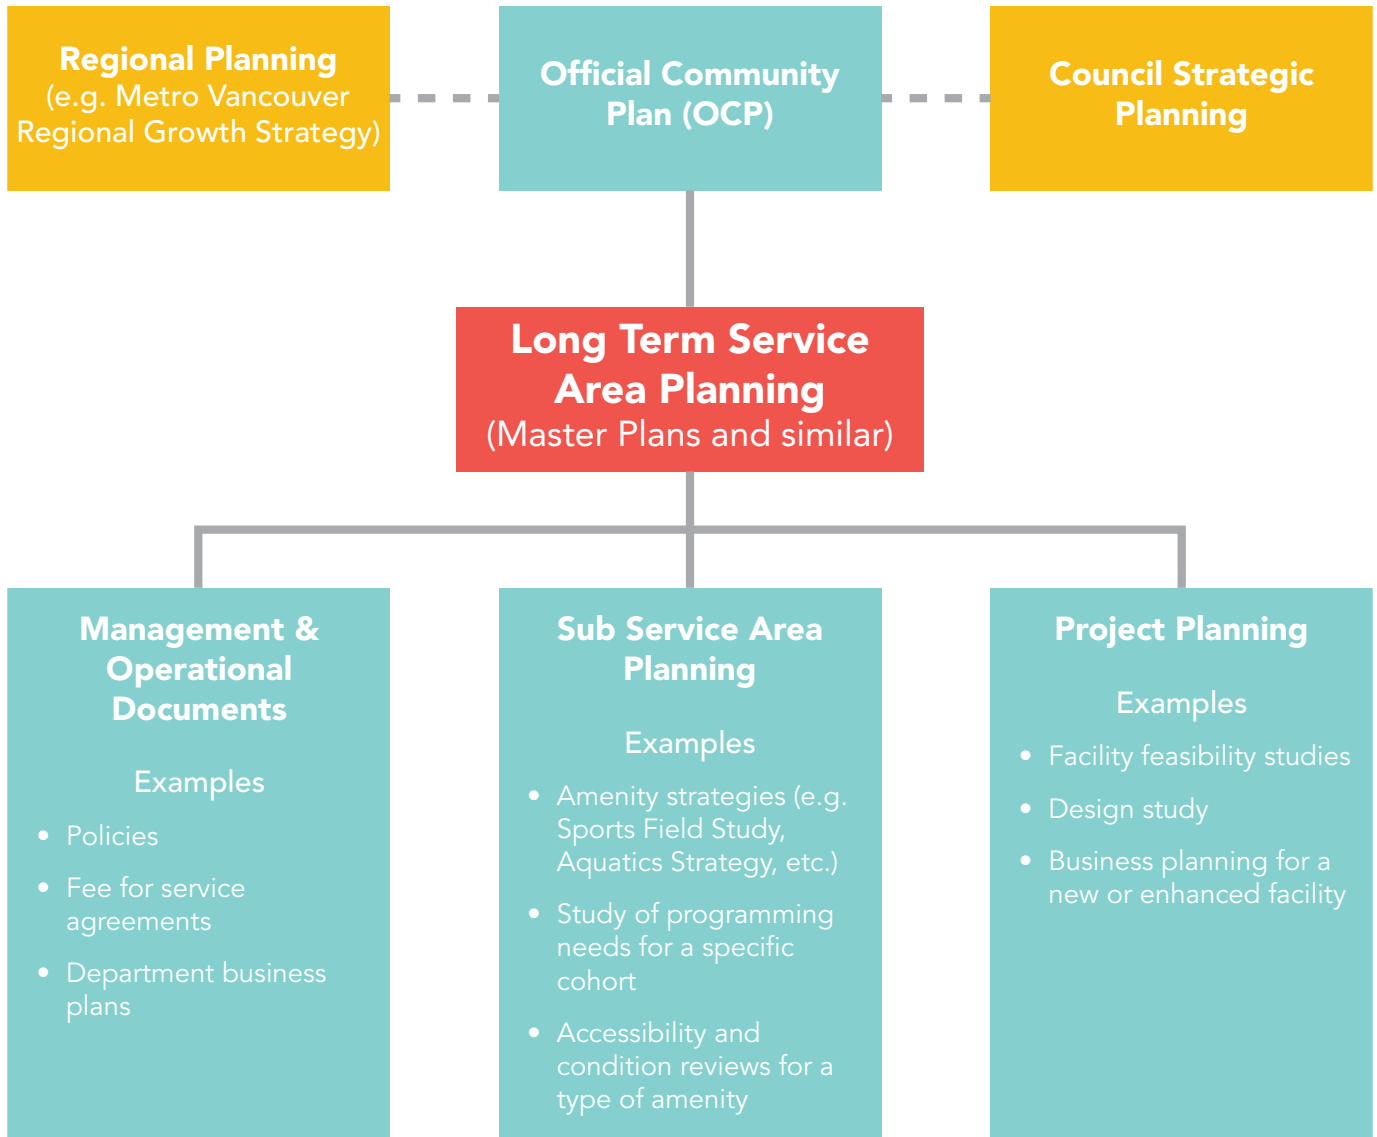 Regional Planning
(e.g. Metro Vancouver
Regional Growth Strategy)
Official Community
Plan (OCP)
Council Strategic
Planning
Long Term Service
Area Planning
(Master Plans and similar)
Management &
Operational
Documents
Examples
• Policies
• Fee for service
agreements
• Department business
plans
Sub Service Area
Planning
Examples
• Amenity strategies (e.g.
Sports Field Study,
Aquatics Strategy, etc.)
• Study of programming
needs for a specific
cohort
• Accessibility and
condition reviews for a
type of amenity
Project Planning
Examples
• Facility feasibility studies
• Design study
• Business planning for a
new or enhanced facility